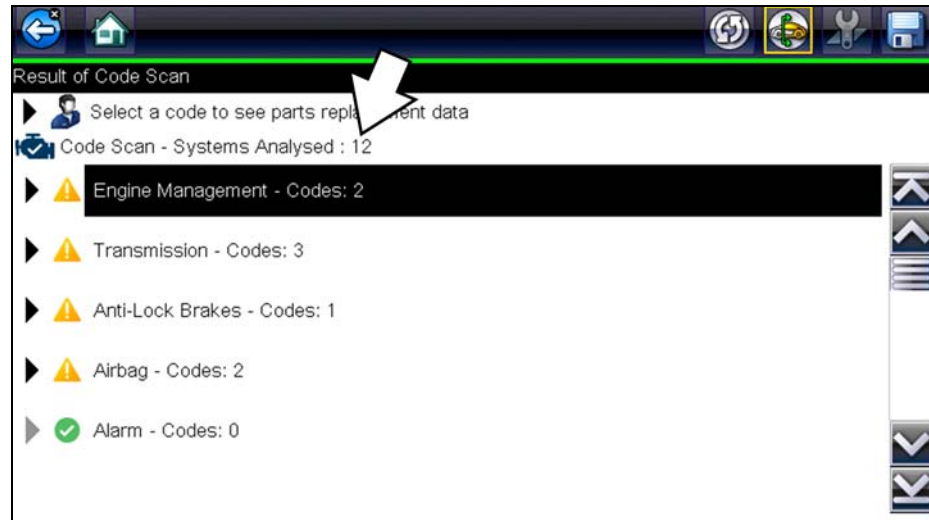 Result of Code Scan
Select a code to see parts replacement data
Code Scan - Systems Analysed : 12
Engine Management - Codes: 2
Transmission - Codes: 3
Anti-Lock Brakes - Codes: 1
Airbag - Codes: 2
Alarm - Codes: 0